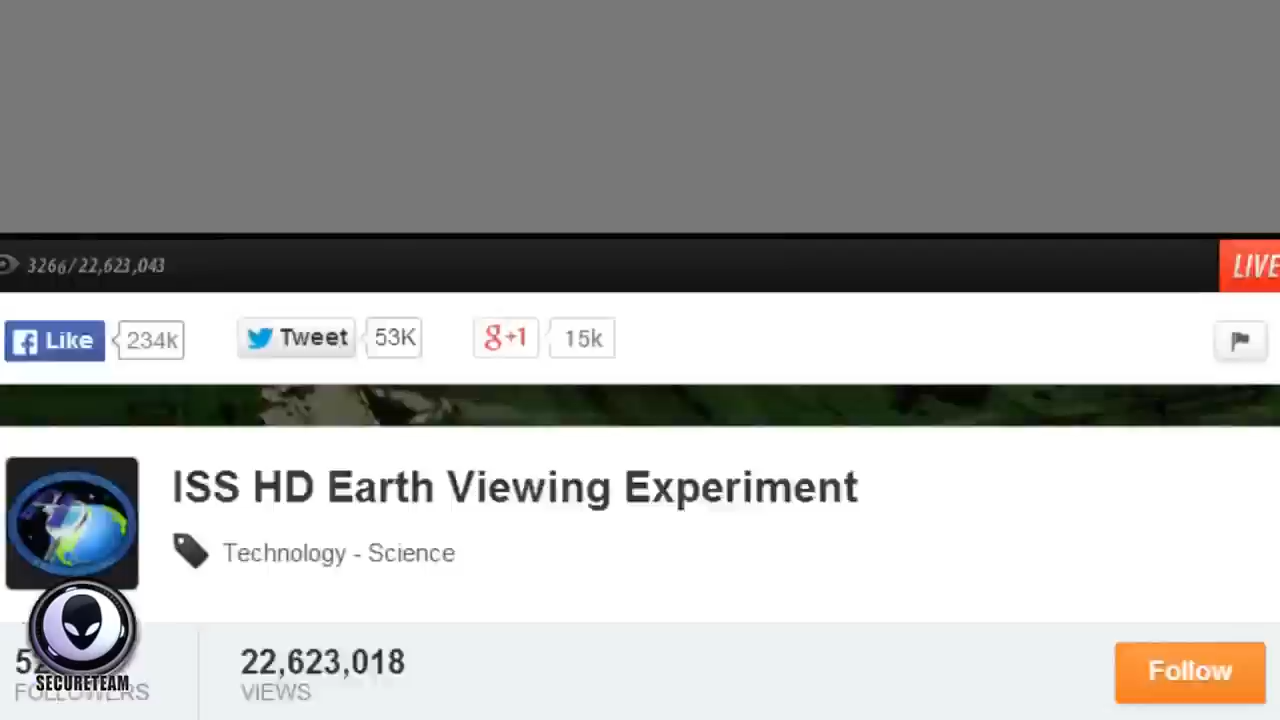 3266/22,623,043
LIVE
Like 234k Tweet 53K g+1 15k
ISS HD Earth Viewing Experiment
Technology - Science
22,623,018
Follow
FOLLOWERS VIEWS
SECURETEAM